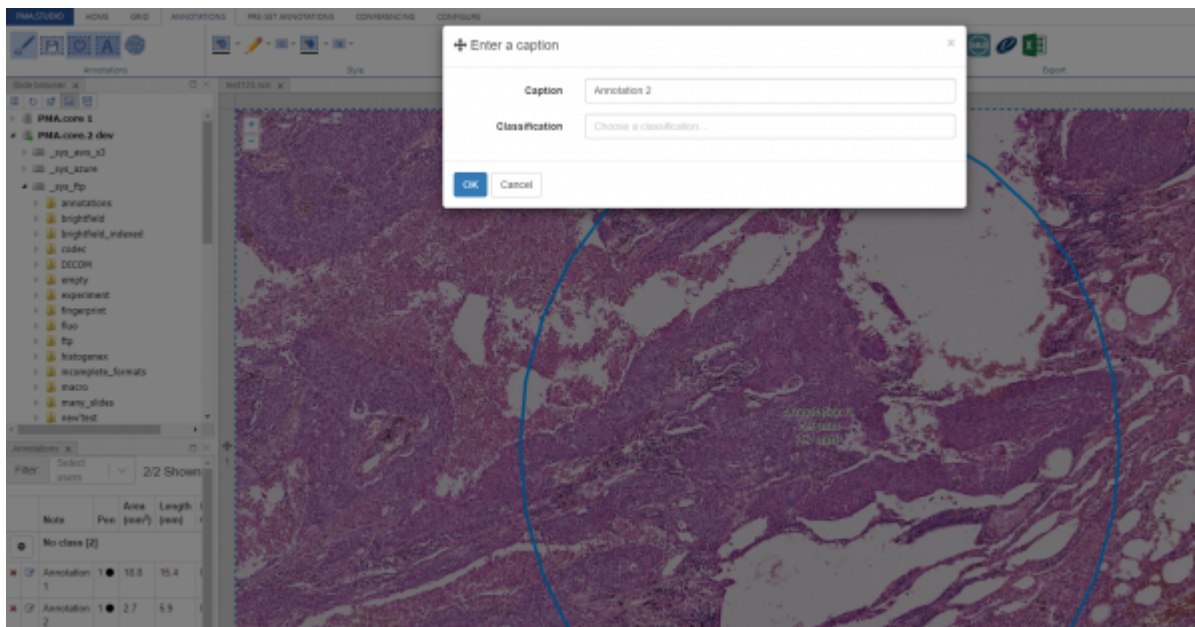 PMA.STUDIO HOME GRID ANNOTATIONS PRE-SET ANNOTATIONS CONFERENCING CONFIGURE
Enter a caption
Caption Annotation 2
Classification Choose a classification...
OK Cancel
Annotations Style Export
Slide browser
test123.scn
PMA.core 1
PMA.core.2 dev
_sys_aws_s3
_sys_azure
_sys_ftp
annotations
brightfield
brightfield_indexed
codec
DICOM
empty
experiment
fingerprint
fluo
ftp
histogenex
incomplete_formats
macro
many_slides
new'test
Annotations
Filter: Select users 2/2 Shown
Note Pen Area (mm²) Length (mm)
No class [2]
Annotation 1 1 18.8 15.4
Annotation 2 1 2.7 5.9